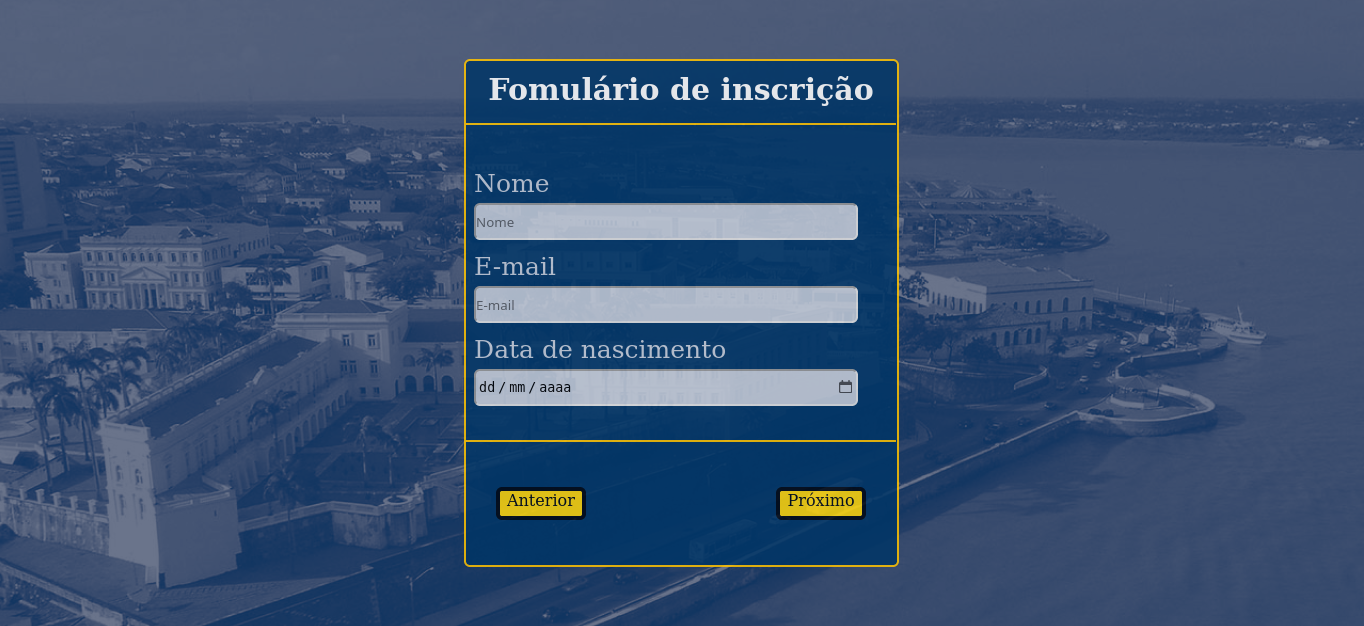 Fomulário de inscrição
Nome
Nome
E-mail
E-mail
Data de nascimento
dd/mm/aaaa
Anterior Próximo